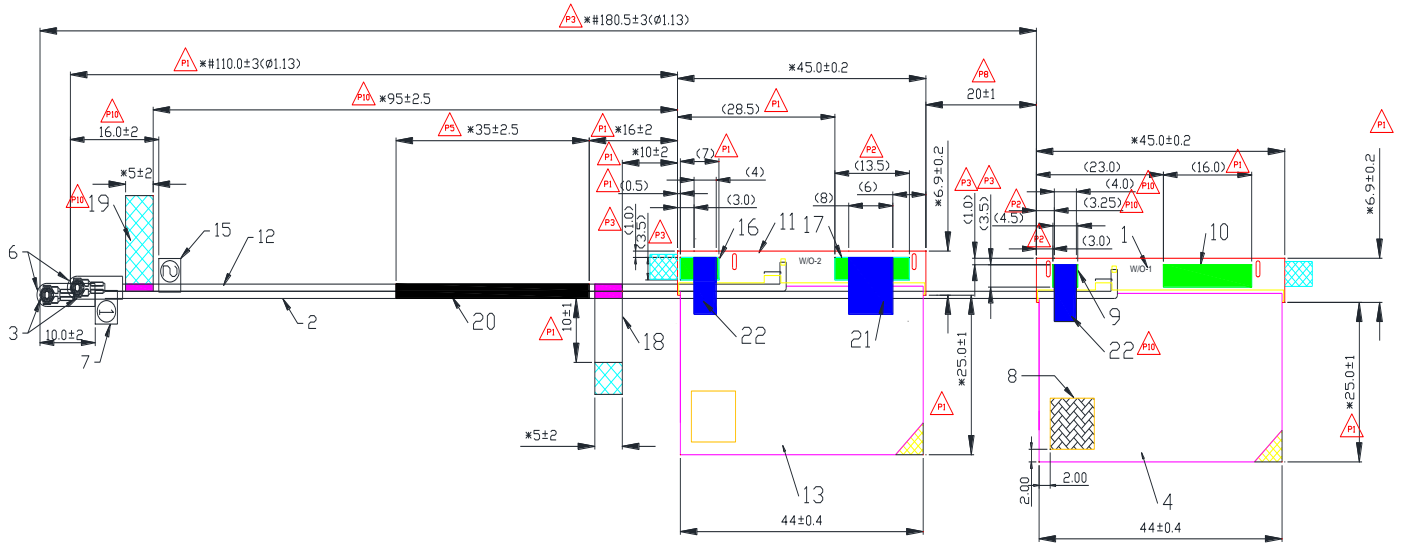 P3 *#180.5±3(Ø1.13)
P1 *#110.0±3(Ø1.13)
*45.0±0.2
P8
20±1
P10 *95±2.5
P10
16.0±2
P5 *35±2.5
P1 *16±2
(28.5) P1
*45.0±0.2
P1
*5±2
P1 *10±2
(7) P1
P2
(13.5)
(23.0)
(16.0) P1
P10
19
P1 (0.5)
(4)
(6)
*6.9±0.2
P3 P3
(4.0) P10
*6.9±0.2
(3.0)
(8)
P2
(3.25) P10
P3 (1.0)
(3.5) P3
(1.0)
(3.5)
(4.5)
P2
(3.0)
6
15
12
16
11
17
W/O-2
1
10
W/O-1
2
3
1
10.0±2
7
2
20
10±1
P1
18
22
21
*25.0±1
P1
9
22 P10
8
*25.0±1
P1
*5±2
13
2.00
2.00
4
44±0.4
44±0.4